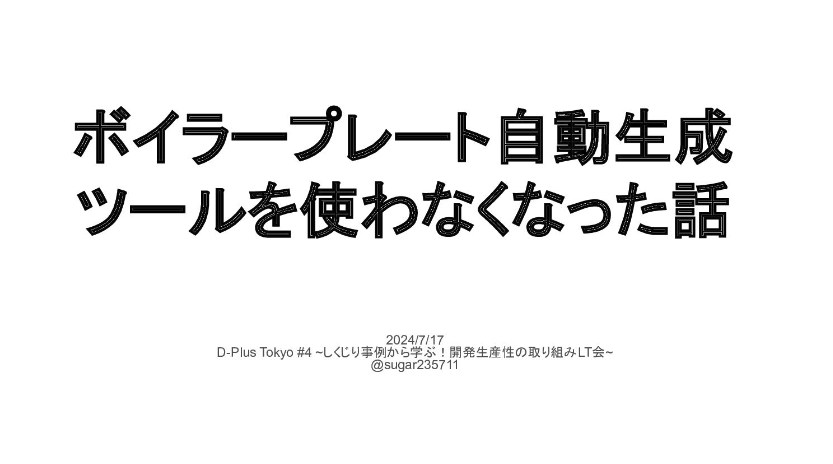 ボイラープレート自動生成
ツールを使わなくなった話
2024/7/17
D-Plus Tokyo #4 ~しくじり事例から学ぶ！開発生産性の取り組みLT会~
@sugar235711